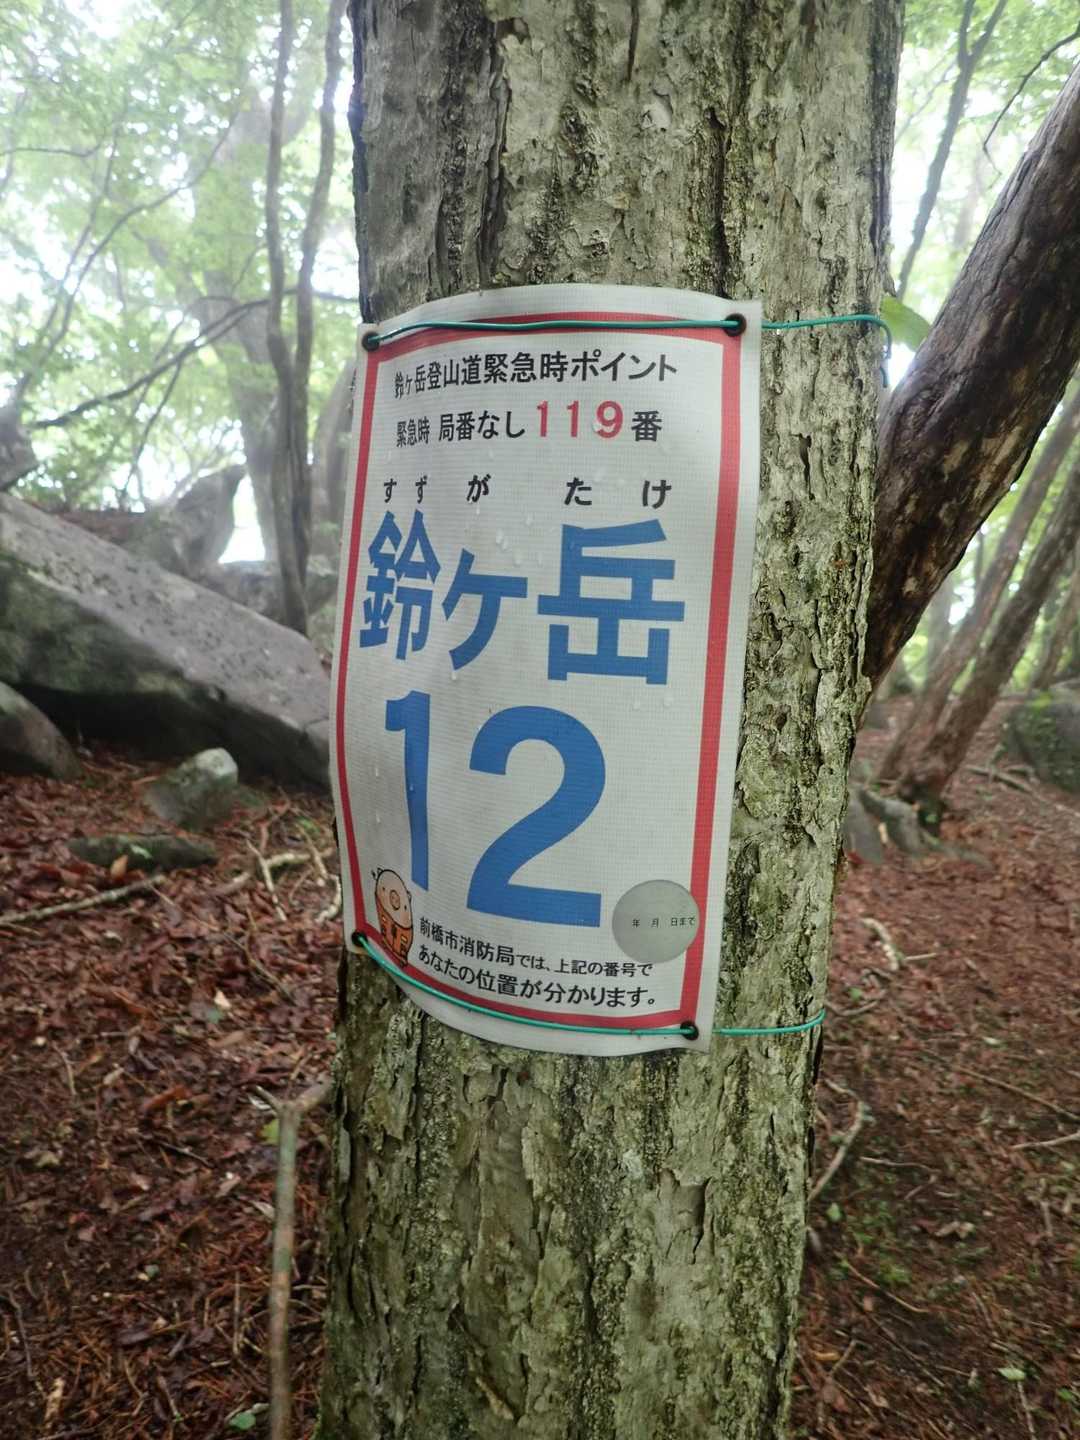 鈴ヶ岳登山道緊急時ポイント
緊急時 局番なし119番
すずがたけ
鈴ヶ岳
12
年 月 日まで
前橋市消防局では、上記の番号で
あなたの位置が分かります。